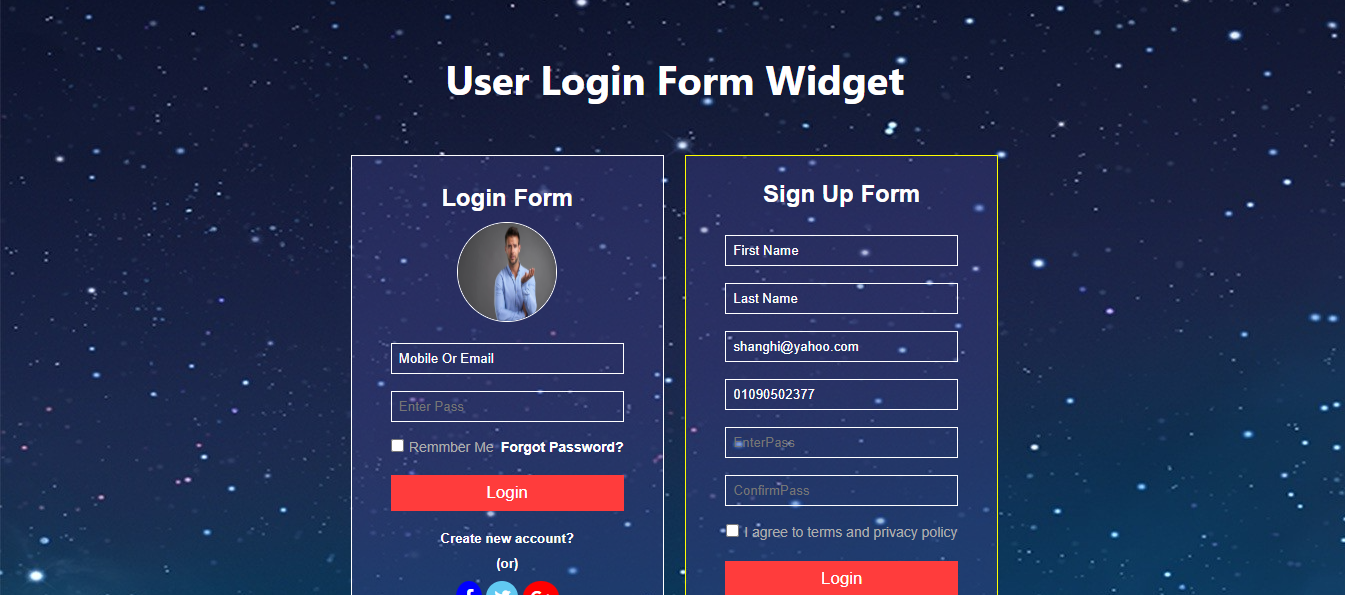 User Login Form Widget
Login Form
Mobile Or Email
Enter Pass
Remmber Me Forgot Password?
Login
Create new account?
(or)
Sign Up Form
First Name
Last Name
shanghi@yahoo.com
01090502377
EnterPass
ConfirmPass
I agree to terms and privacy policy
Login